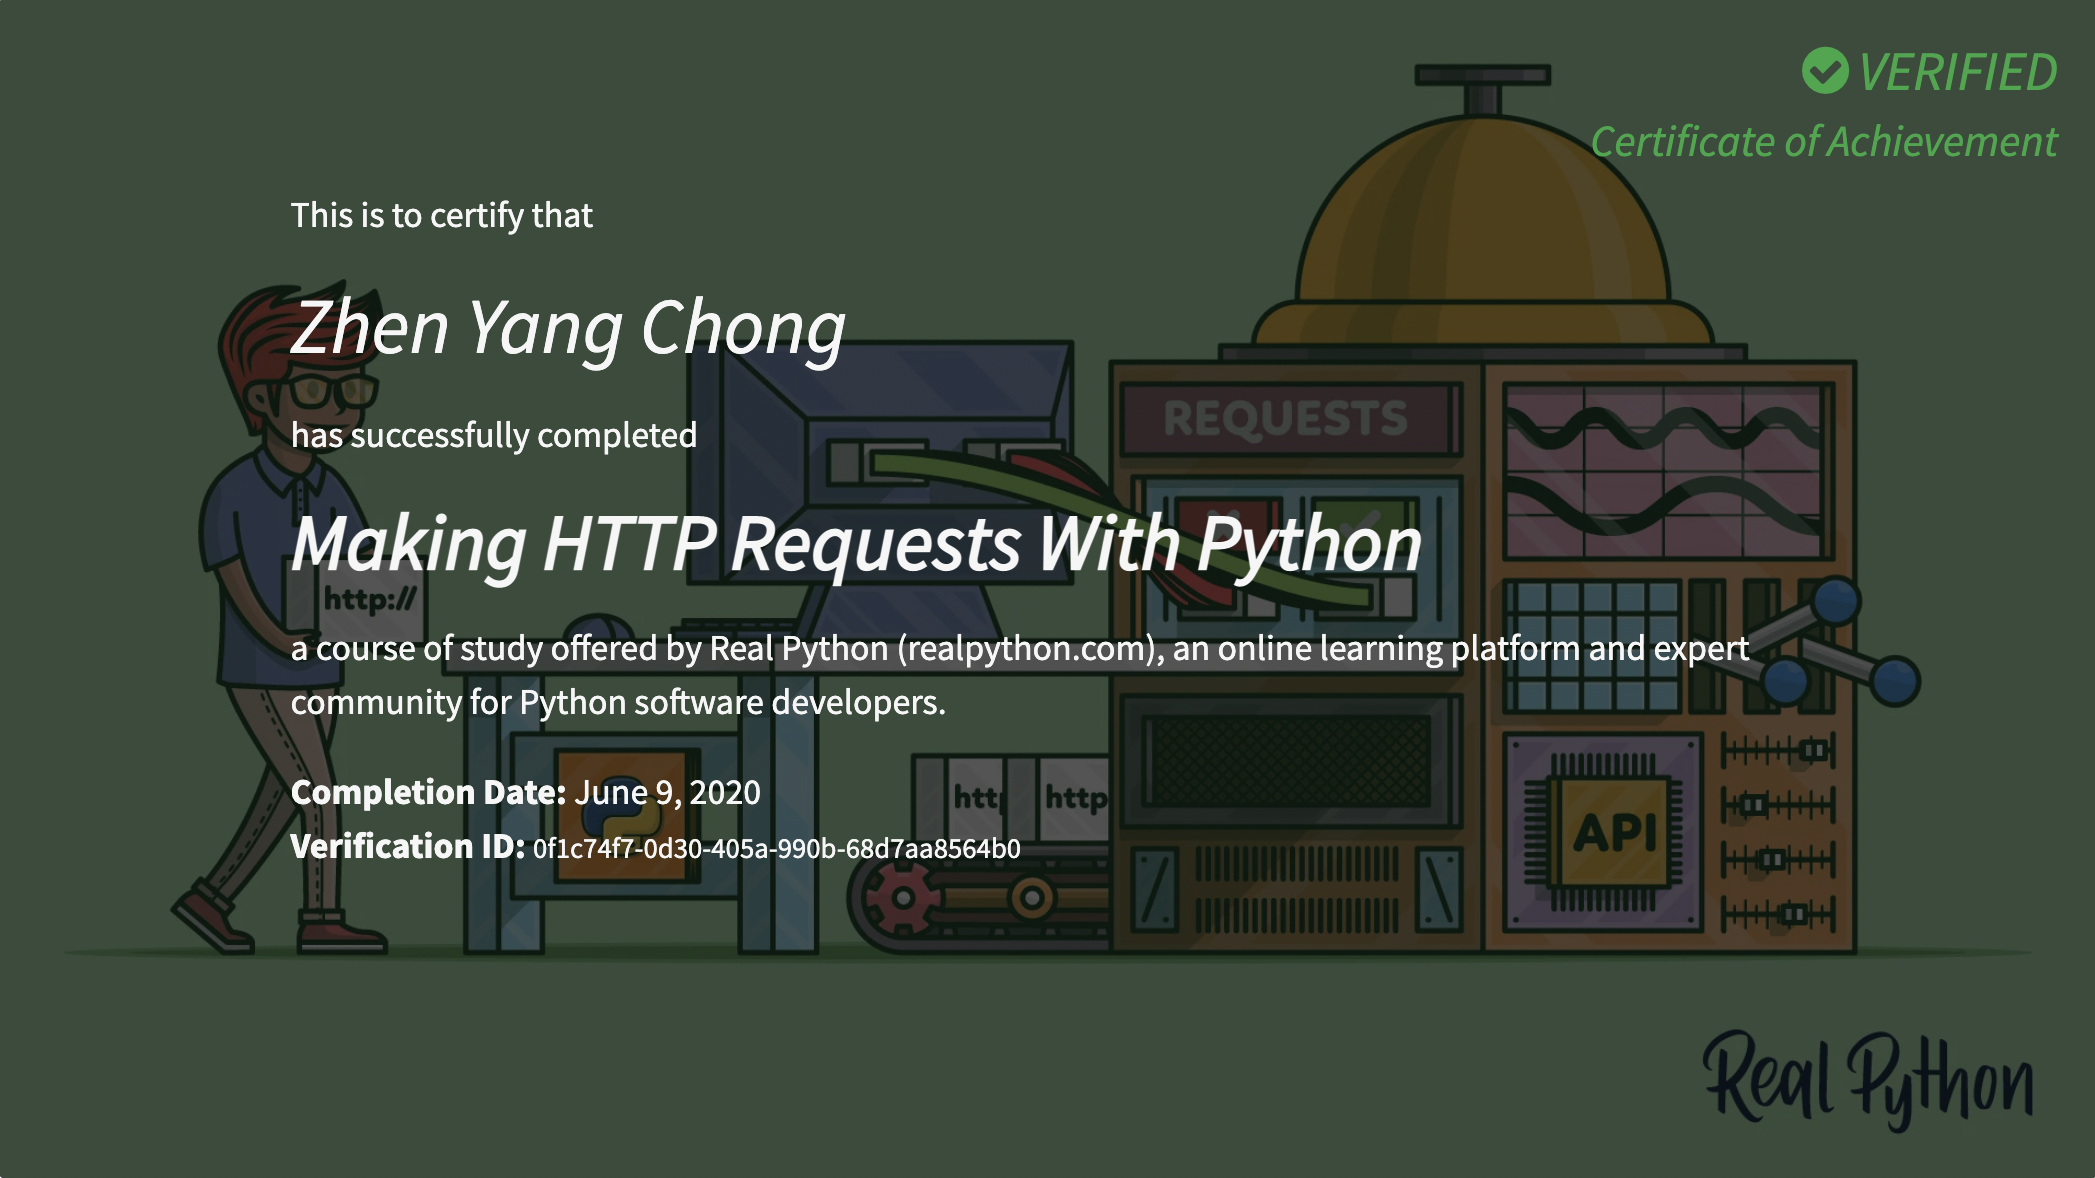 VERIFIED
Certificate of Achievement
This is to certify that
Zhen Yang Chong
has successfully completed
REQUESTS
Making HTTP Requests With Python
http://
a course of study offered by Real Python (realpython.com), an online learning platform and expert
community for Python software developers.
Completion Date: June 9, 2020
http http
API
Verification ID: 0f1c74f7-0d30-405a-990b-68d7aa8564b0
Real Python